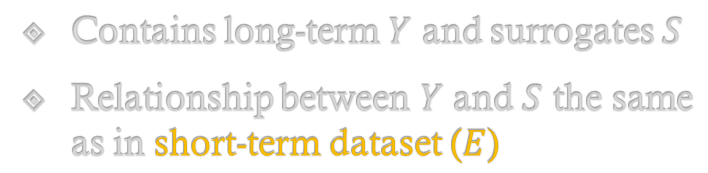 Contains long-term Y and surrogates S
Relationship between Y and S the same
as in short-term dataset (E)